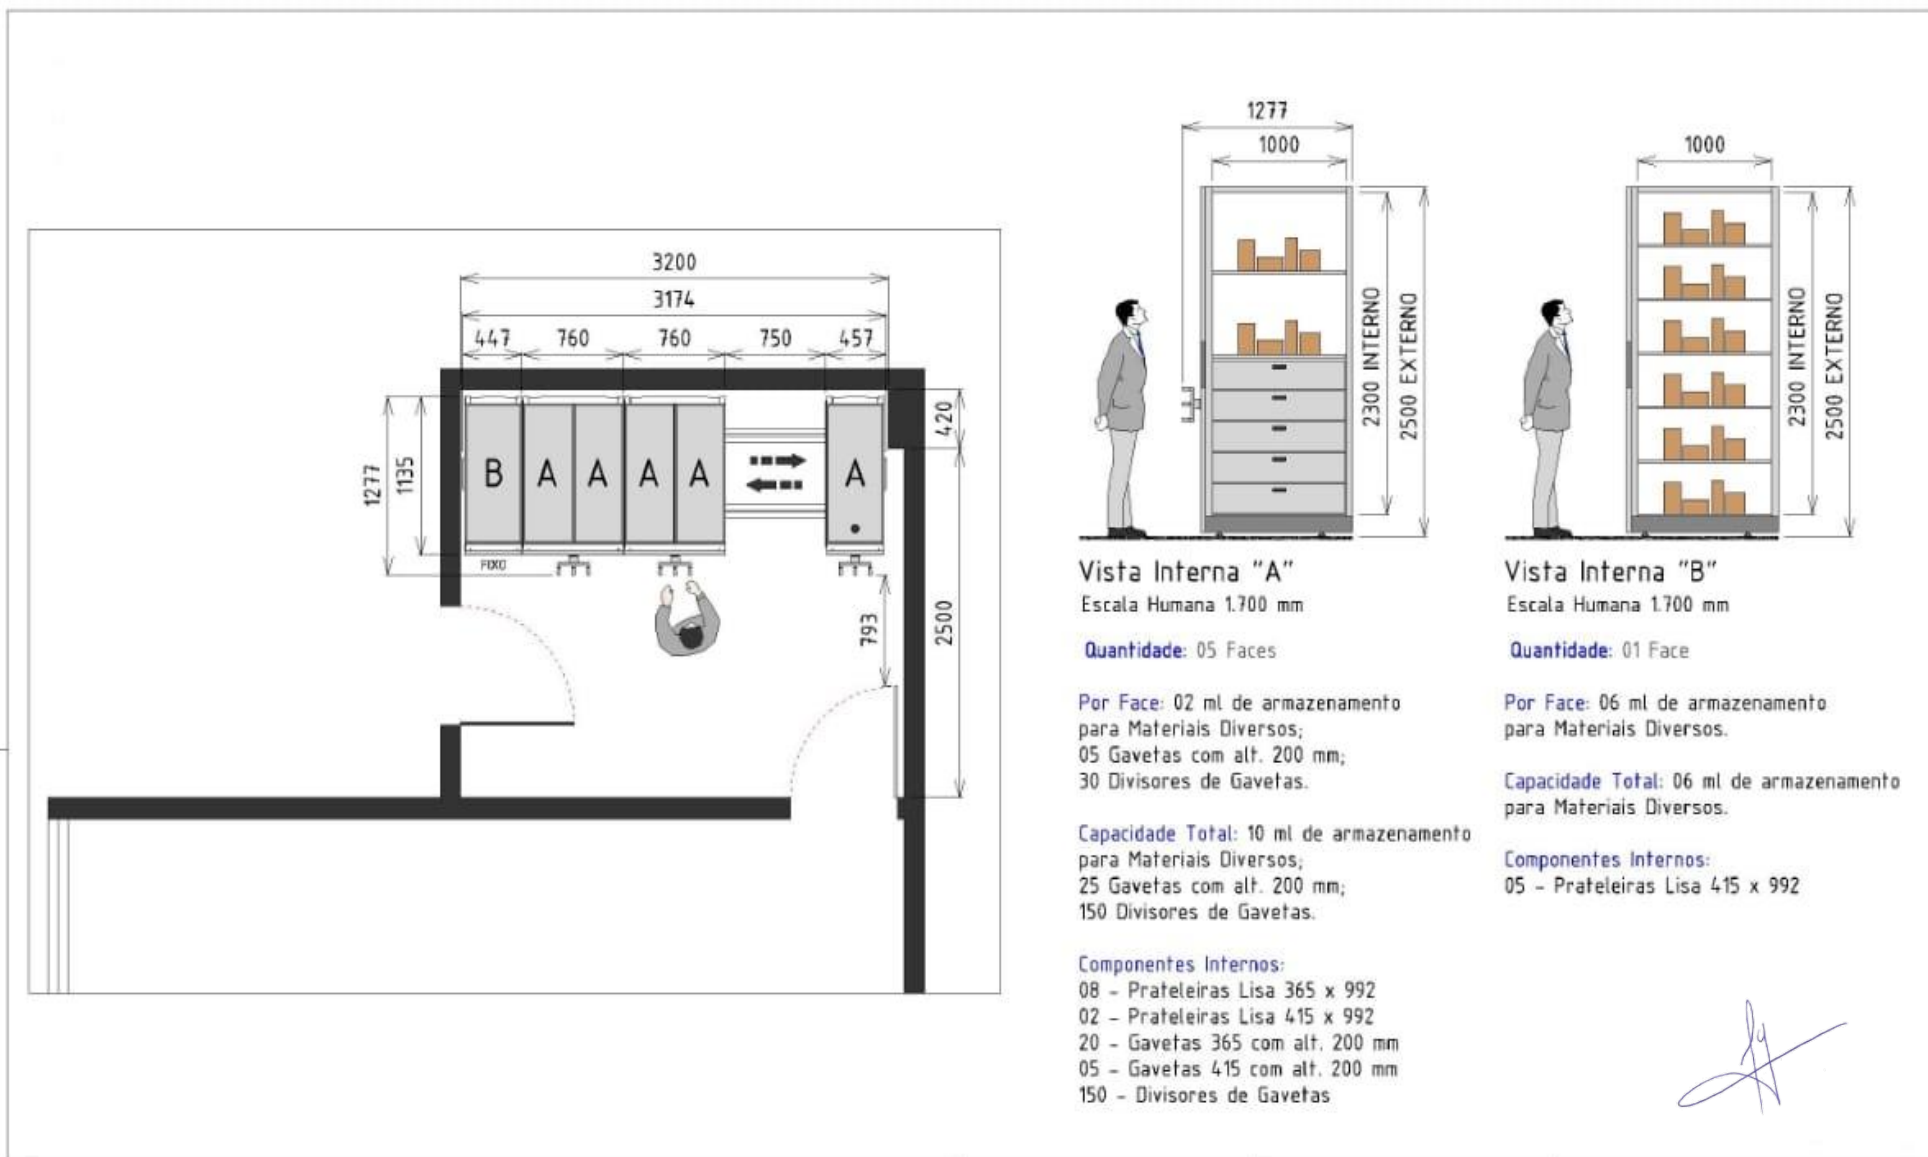 3200
3174
447 760 760 750 457
1277
1135
420
2500
793
B A A A A A
FIXO
1277
1000
2300 INTERNO
2500 EXTERNO
Vista Interna "A"
Escala Humana 1.700 mm
Quantidade: 05 Faces
Por Face: 02 ml de armazenamento
para Materiais Diversos;
05 Gavetas com alt. 200 mm;
30 Divisores de Gavetas.
Capacidade Total: 10 ml de armazenamento
para Materiais Diversos;
25 Gavetas com alt. 200 mm;
150 Divisores de Gavetas.
Componentes Internos:
08 - Prateleiras Lisa 365 x 992
02 - Prateleiras Lisa 415 x 992
20 - Gavetas 365 com alt. 200 mm
05 - Gavetas 415 com alt. 200 mm
150 - Divisores de Gavetas
1000
2300 INTERNO
2500 EXTERNO
Vista Interna "B"
Escala Humana 1.700 mm
Quantidade: 01 Face
Por Face: 06 ml de armazenamento
para Materiais Diversos.
Capacidade Total: 06 ml de armazenamento
para Materiais Diversos.
Componentes Internos:
05 - Prateleiras Lisa 415 x 992